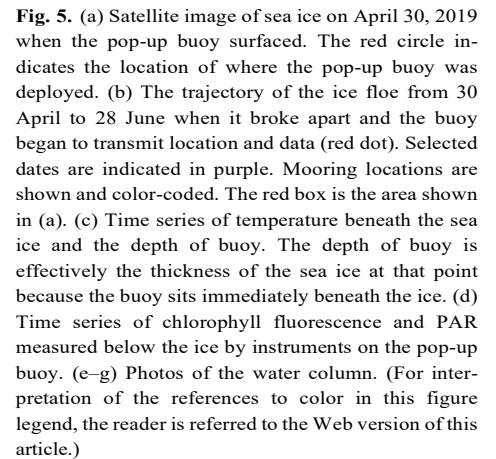 Fig. 5. (a) Satellite image of sea ice on April 30, 2019
when the pop-up buoy surfaced. The red circle in-
dicates the location of where the pop-up buoy was
deployed. (b) The trajectory of the ice floe from 30
April to 28 June when it broke apart and the buoy
began to transmit location and data (red dot). Selected
dates are indicated in purple. Mooring locations are
shown and color-coded. The red box is the area shown
in (a). (c) Time series of temperature beneath the sea
ice and the depth of buoy. The depth of buoy is
effectively the thickness of the sea ice at that point
because the buoy sits immediately beneath the ice. (d)
Time series of chlorophyll fluorescence and PAR
measured below the ice by instruments on the pop-up
buoy. (e–g) Photos of the water column. (For inter-
pretation of the references to color in this figure
legend, the reader is referred to the Web version of this
article.)